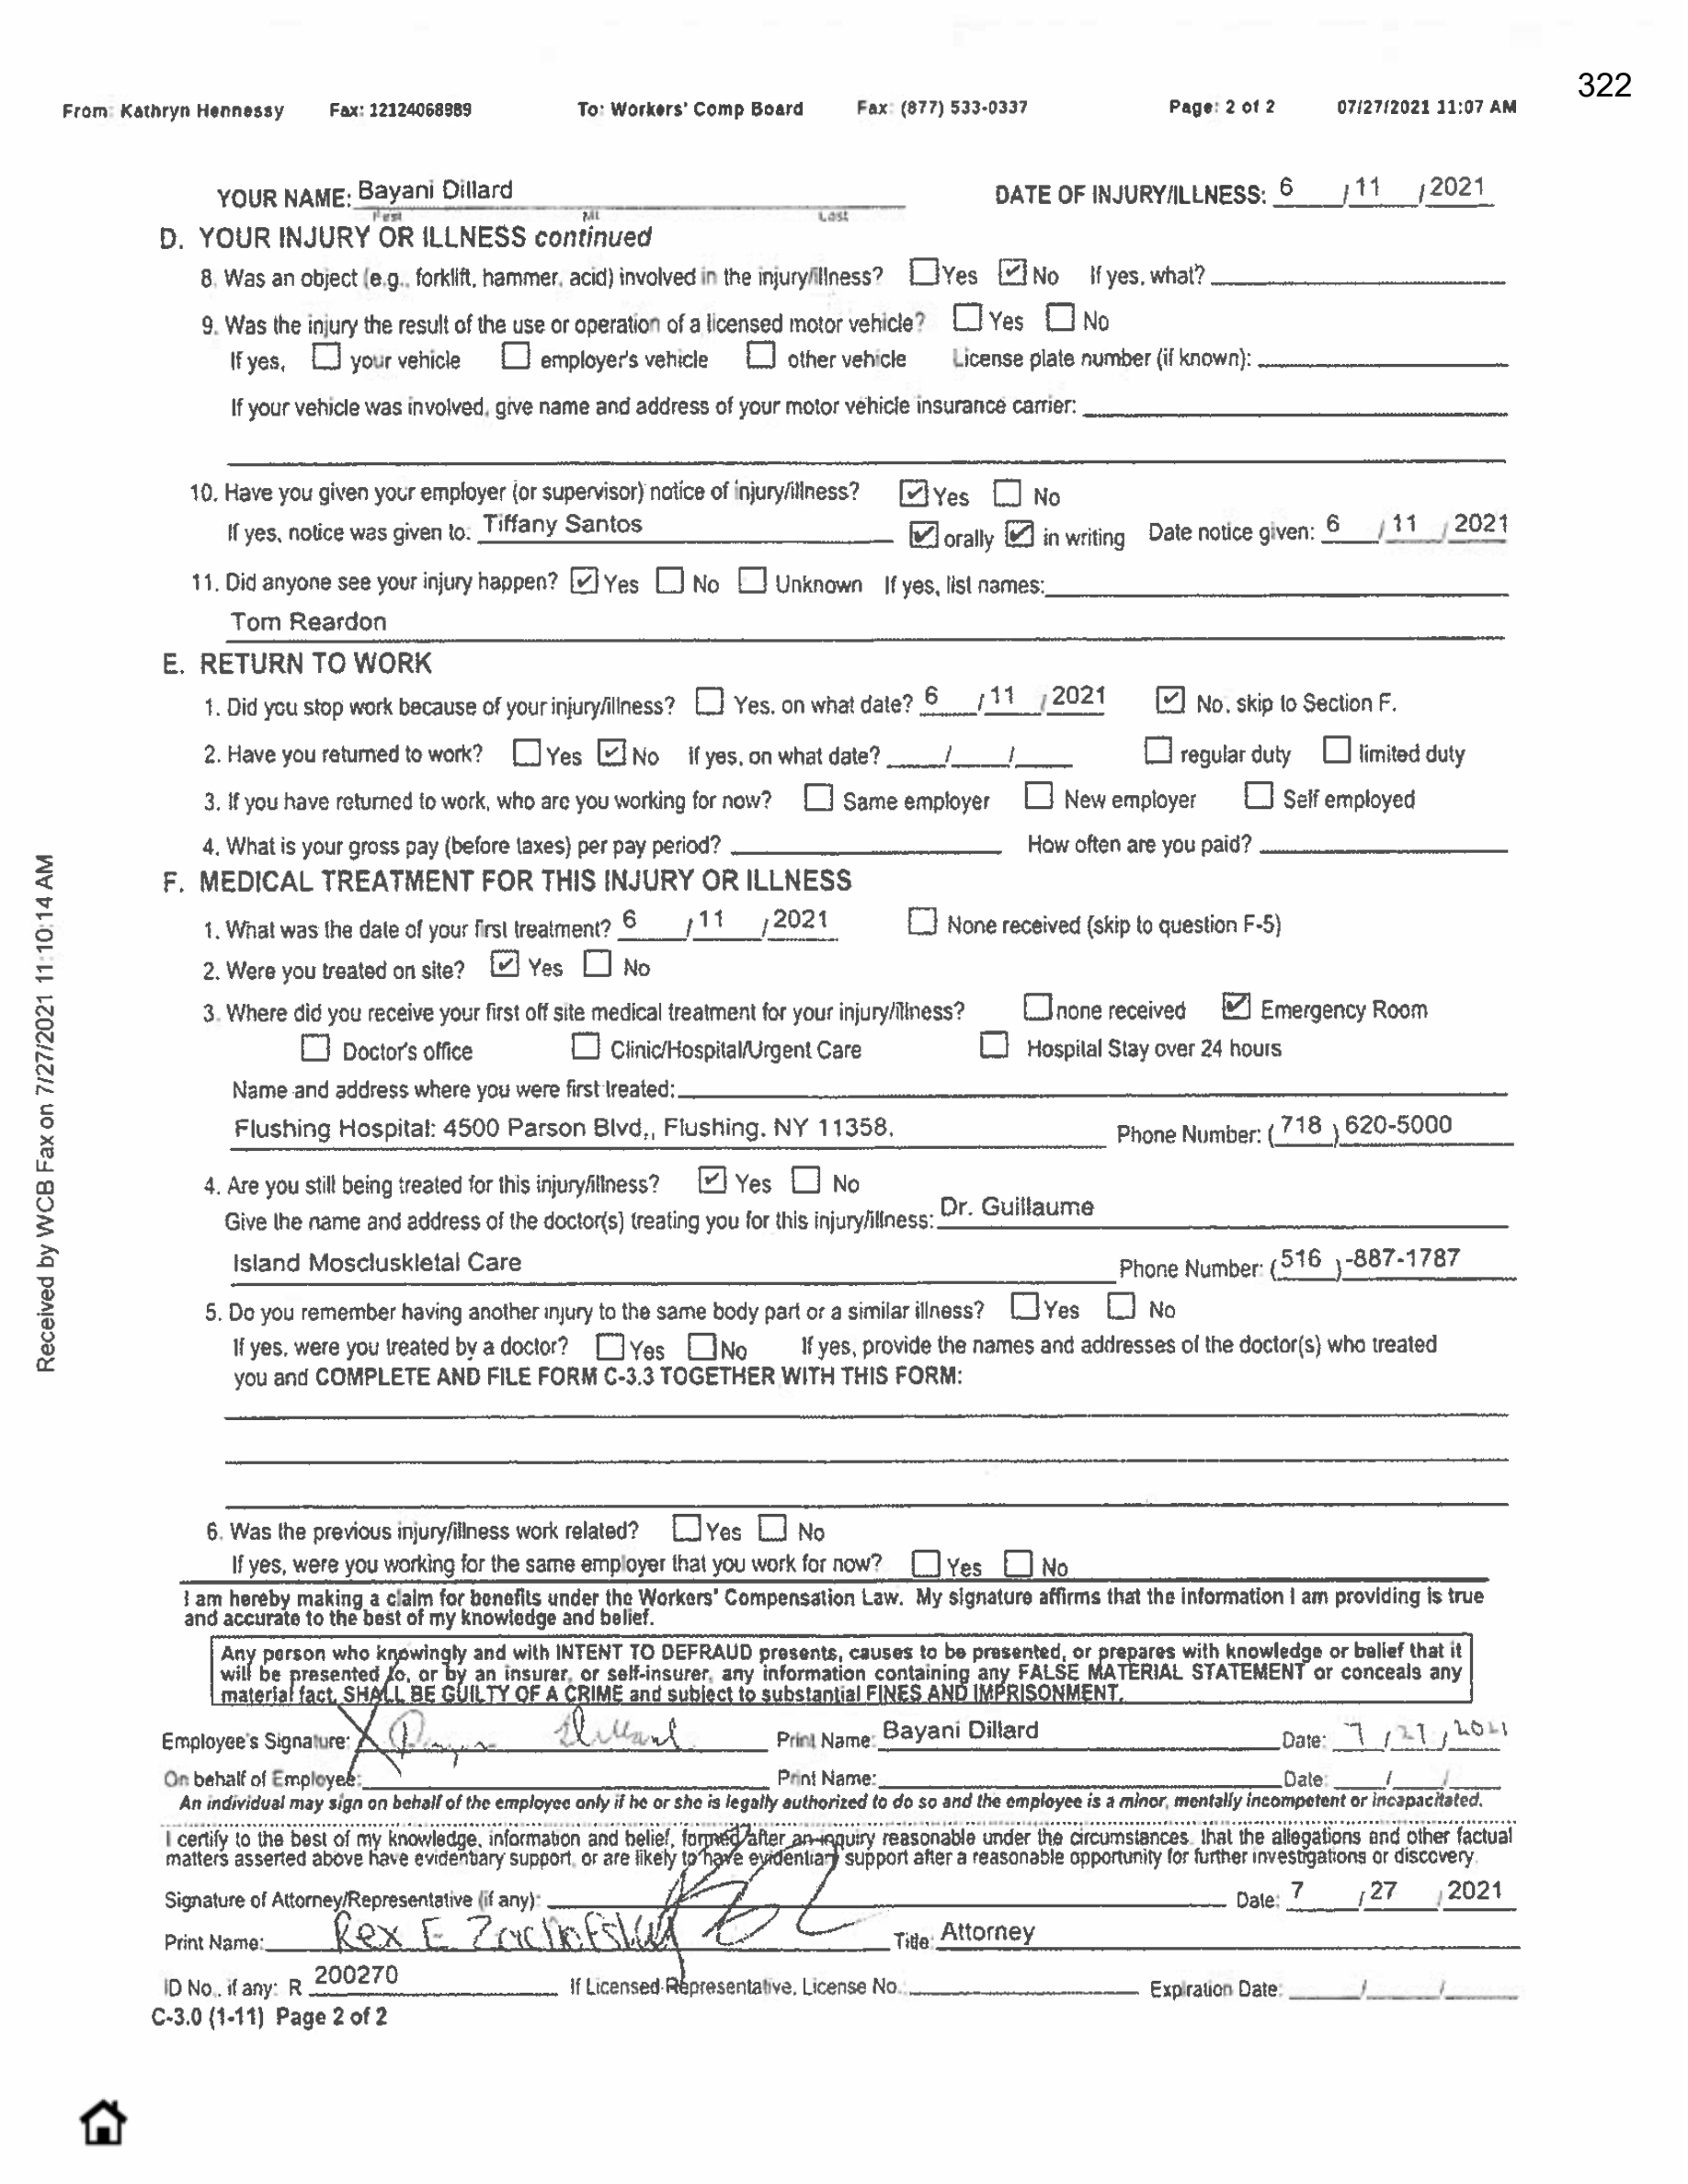 322
From: Kathryn Hennessy Fax: 12124068989 To: Workers' Comp Board Fax: (877) 533-0337 Page: 2 of 2 07/27/2021 11:07 AM
YOUR NAME: Bayani Dillard DATE OF INJURY/ILLNESS: 6 / 11 / 2021
First MI Last
D. YOUR INJURY OR ILLNESS continued
8. Was an object (e.g., forklift, hammer, acid) involved in the injury/illness? ☐ Yes ☑ No If yes, what?
9. Was the injury the result of the use or operation of a licensed motor vehicle? ☐ Yes ☐ No
If yes, ☐ your vehicle ☐ employer's vehicle ☐ other vehicle License plate number (if known):
If your vehicle was involved, give name and address of your motor vehicle insurance carrier:
10. Have you given your employer (or supervisor) notice of injury/illness? ☑ Yes ☐ No
If yes, notice was given to: Tiffany Santos ☑ orally ☑ in writing Date notice given: 6 / 11 / 2021
11. Did anyone see your injury happen? ☑ Yes ☐ No ☐ Unknown If yes, list names:
Tom Reardon
E. RETURN TO WORK
1. Did you stop work because of your injury/illness? ☐ Yes, on what date? 6 / 11 / 2021 ☑ No, skip to Section F.
2. Have you returned to work? ☐ Yes ☑ No If yes, on what date? / / ☐ regular duty ☐ limited duty
3. If you have returned to work, who are you working for now? ☐ Same employer ☐ New employer ☐ Self employed
4. What is your gross pay (before taxes) per pay period? How often are you paid?
F. MEDICAL TREATMENT FOR THIS INJURY OR ILLNESS
1. What was the date of your first treatment? 6 / 11 / 2021 ☐ None received (skip to question F-5)
2. Were you treated on site? ☑ Yes ☐ No
3. Where did you receive your first off site medical treatment for your injury/illness? ☐ none received ☑ Emergency Room
☐ Doctor's office ☐ Clinic/Hospital/Urgent Care ☐ Hospital Stay over 24 hours
Name and address where you were first treated:
Flushing Hospital: 4500 Parson Blvd,, Flushing. NY 11358. Phone Number: (718) 620-5000
4. Are you still being treated for this injury/illness? ☑ Yes ☐ No
Give the name and address of the doctor(s) treating you for this injury/illness: Dr. Guillaume
Island Moscluskletal Care Phone Number: (516)-887-1787
5. Do you remember having another injury to the same body part or a similar illness? ☐ Yes ☐ No
If yes, were you treated by a doctor? ☐ Yes ☐ No If yes, provide the names and addresses of the doctor(s) who treated
you and COMPLETE AND FILE FORM C-3.3 TOGETHER WITH THIS FORM:
6. Was the previous injury/illness work related? ☐ Yes ☐ No
If yes, were you working for the same employer that you work for now? ☐ Yes ☐ No
I am hereby making a claim for benefits under the Workers' Compensation Law. My signature affirms that the information I am providing is true
and accurate to the best of my knowledge and belief.
Any person who knowingly and with INTENT TO DEFRAUD presents, causes to be presented, or prepares with knowledge or belief that it
will be presented to, or by an insurer, or self-insurer, any information containing any FALSE MATERIAL STATEMENT or conceals any
material fact, SHALL BE GUILTY OF A CRIME and subject to substantial FINES AND IMPRISONMENT.
Employee's Signature: X Dillard Print Name: Bayani Dillard Date: 7 / 27 / 2021
On behalf of Employee: Print Name: Date: / /
An individual may sign on behalf of the employee only if he or she is legally authorized to do so and the employee is a minor, mentally incompetent or incapacitated.
I certify to the best of my knowledge, information and belief, formed after an inquiry reasonable under the circumstances, that the allegations and other factual
matters asserted above have evidentiary support, or are likely to have evidentiary support after a reasonable opportunity for further investigations or discovery.
Signature of Attorney/Representative (if any): Date: 7 / 27 / 2021
Print Name: Rex E Title: Attorney
ID No., if any: R 200270 If Licensed Representative, License No.: Expiration Date: / /
C-3.0 (1-11) Page 2 of 2
Received by WCB Fax on 7/27/2021 11:10:14 AM